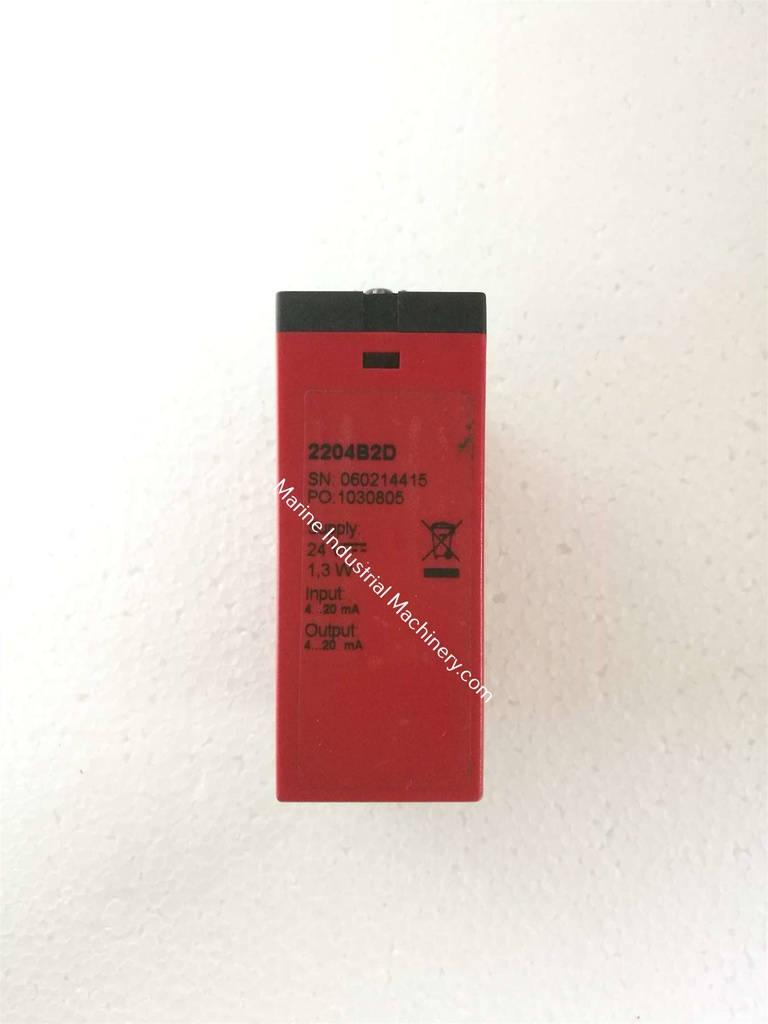 2204B2D
SN: 060214415
PO:1030805
Supply:
24
1,3 W
Input:
4...20 mA
Output:
4...20 mA
Marine Industrial Machinery.com